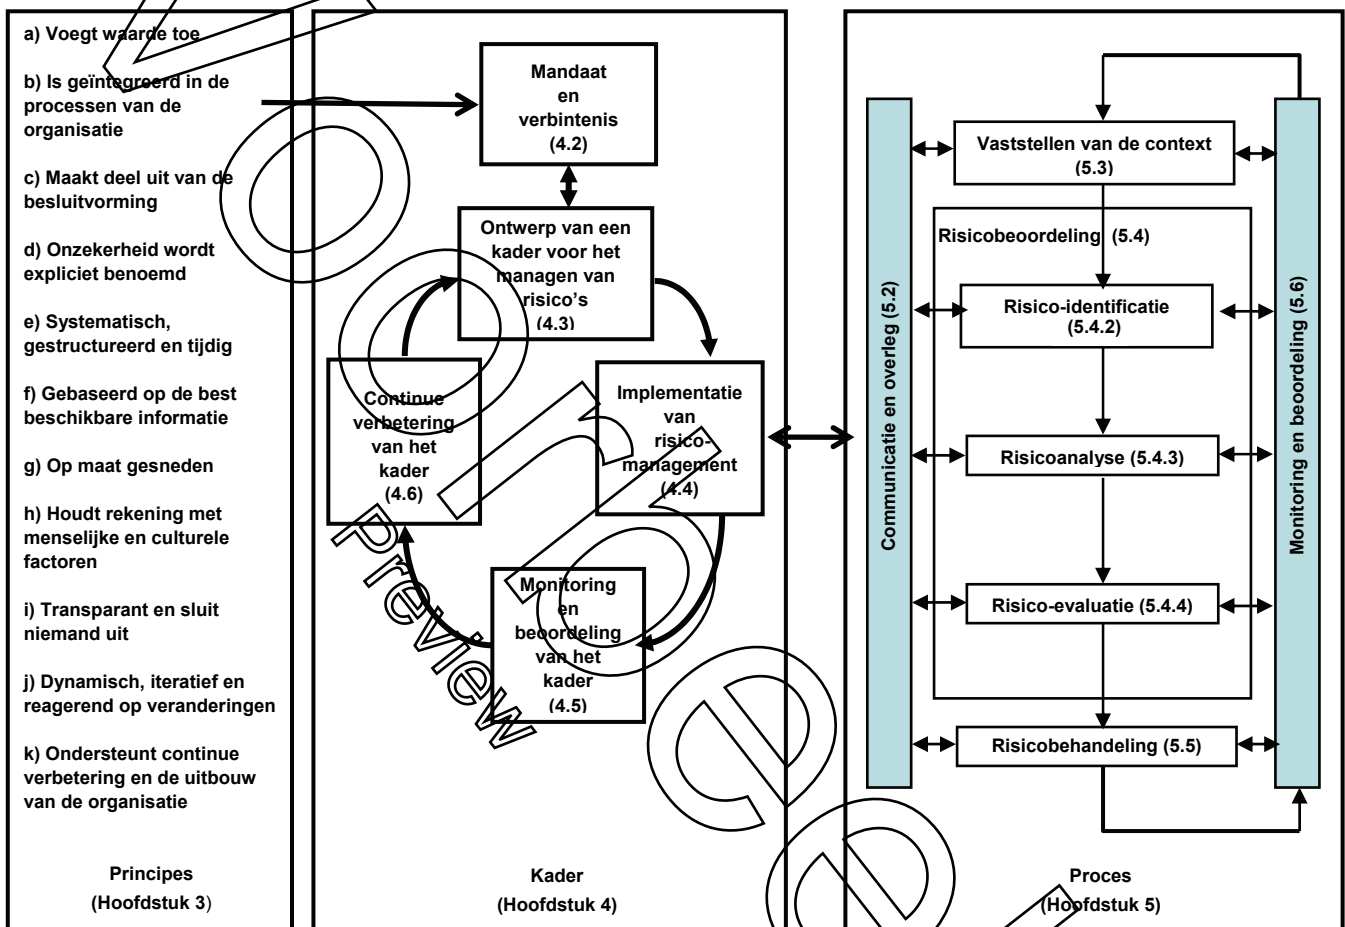 a) Voegt waarde toe
b) Is geïntegreerd in de
processen van de
organisatie
c) Maakt deel uit van de
besluitvorming
d) Onzekerheid wordt
expliciet benoemd
e) Systematisch,
gestructureerd en tijdig
f) Gebaseerd op de best
beschikbare informatie
g) Op maat gesneden
h) Houdt rekening met
menselijke en culturele
factoren
i) Transparant en sluit
niemand uit
j) Dynamisch, iteratief en
reagerend op veranderingen
k) Ondersteunt continue
verbetering en de uitbouw
van de organisatie
Principes
(Hoofdstuk 3)
Mandaat
en
verbintenis
(4.2)
Ontwerp van een
kader voor het
managen van
risico's
(4.3)
Continue
verbetering
van het
kader
(4.6)
Implementatie
van
risico-
management
(4.4)
Monitoring
en
beoordeling
van het
kader
(4.5)
Kader
(Hoofdstuk 4)
Communicatie en overleg (5.2)
Vaststellen van de context
(5.3)
Risicobeoordeling (5.4)
Risico-identificatie
(5.4.2)
Risicoanalyse (5.4.3)
Risico-evaluatie (5.4.4)
Risicobehandeling (5.5)
Monitoring en beoordeling (5.6)
Proces
(Hoofdstuk 5)
Preview